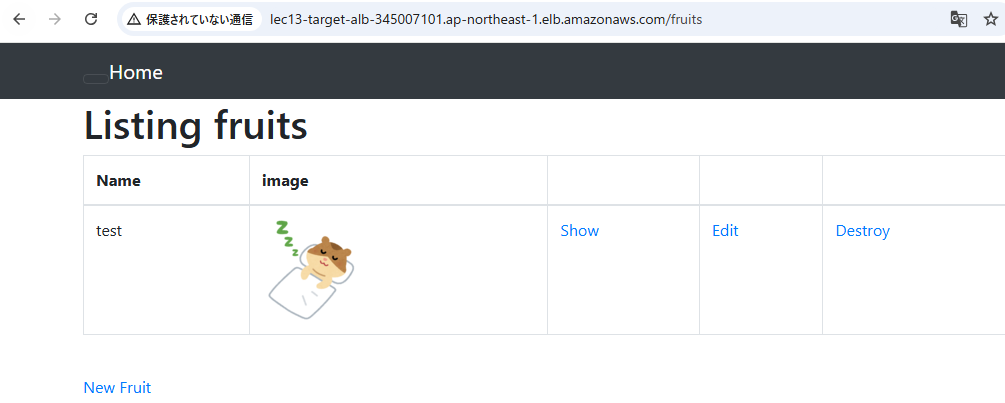 保護されていない通信 lec13-target-alb-345007101.ap-northeast-1.elb.amazonaws.com/fruits
Home
Listing fruits
Name image
test Show Edit Destroy
Z
Z
Z
New Fruit